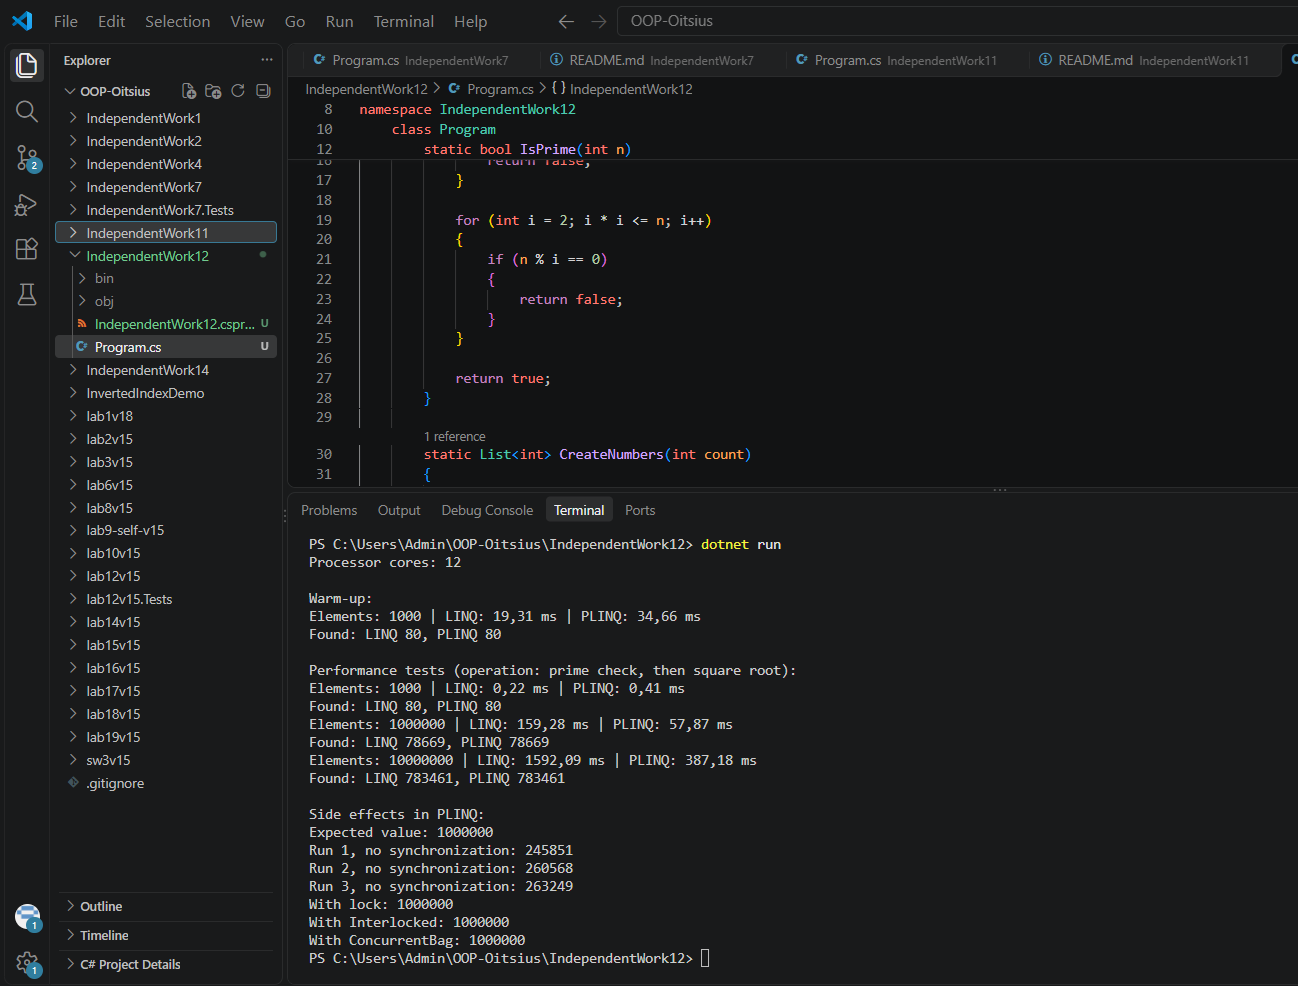 File Edit Selection View Go Run Terminal Help
OOP-Oitsius
Explorer
Program.cs IndependentWork7
README.md IndependentWork7
Program.cs IndependentWork11
README.md IndependentWork11
OOP-Oitsius
IndependentWork1
IndependentWork2
IndependentWork4
IndependentWork7
IndependentWork7.Tests
IndependentWork11
IndependentWork12
bin
obj
IndependentWork12.cspr... U
Program.cs U
IndependentWork14
InvertedIndexDemo
lab1v18
lab2v15
lab3v15
lab6v15
lab8v15
lab9-self-v15
lab10v15
lab12v15
lab12v15.Tests
lab14v15
lab15v15
lab16v15
lab17v15
lab18v15
lab19v15
sw3v15
.gitignore
Outline
Timeline
C# Project Details
2
1
1
IndependentWork12 > Program.cs > { } IndependentWork12
8 namespace IndependentWork12
10 class Program
12 static bool IsPrime(int n)
16 return false;
17 }
18
19 for (int i = 2; i * i <= n; i++)
20 {
21 if (n % i == 0)
22 {
23 return false;
24 }
25 }
26
27 return true;
28 }
29
1 reference
30 static List<int> CreateNumbers(int count)
31 {
Problems Output Debug Console Terminal Ports
PS C:\Users\Admin\OOP-Oitsius\IndependentWork12> dotnet run
Processor cores: 12
Warm-up:
Elements: 1000 | LINQ: 19,31 ms | PLINQ: 34,66 ms
Found: LINQ 80, PLINQ 80
Performance tests (operation: prime check, then square root):
Elements: 1000 | LINQ: 0,22 ms | PLINQ: 0,41 ms
Found: LINQ 80, PLINQ 80
Elements: 1000000 | LINQ: 159,28 ms | PLINQ: 57,87 ms
Found: LINQ 78669, PLINQ 78669
Elements: 10000000 | LINQ: 1592,09 ms | PLINQ: 387,18 ms
Found: LINQ 783461, PLINQ 783461
Side effects in PLINQ:
Expected value: 1000000
Run 1, no synchronization: 245851
Run 2, no synchronization: 260568
Run 3, no synchronization: 263249
With lock: 1000000
With Interlocked: 1000000
With ConcurrentBag: 1000000
PS C:\Users\Admin\OOP-Oitsius\IndependentWork12>